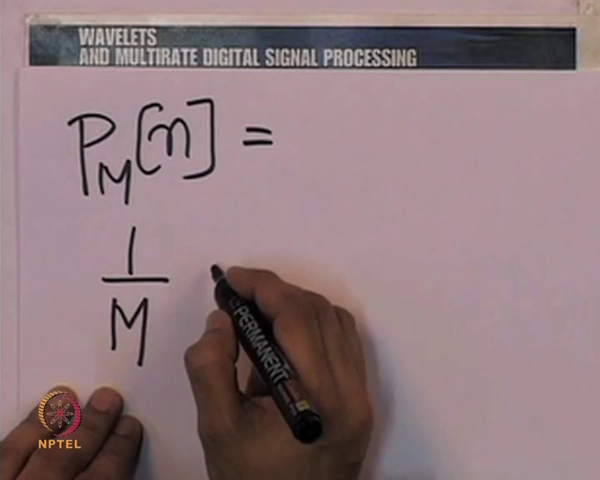 WAVELETS
AND MULTIRATE DIGITAL SIGNAL PROCESSING
P_M[n] =
1/M
PERMANENT
NPTEL